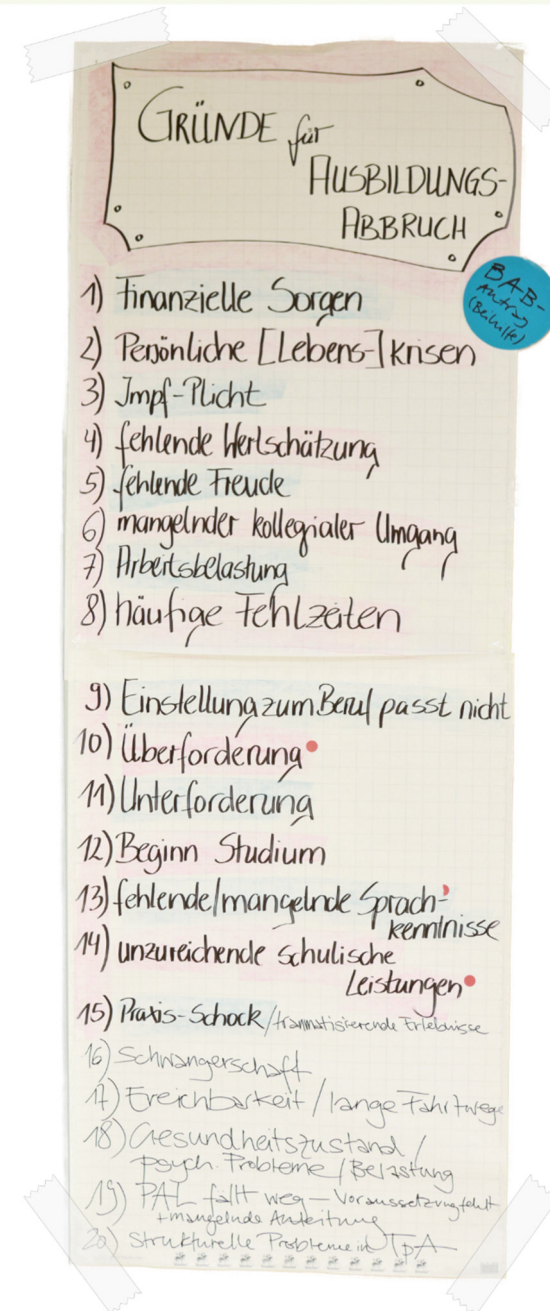 GRÜNDE für
AUSBILDUNGS-
ABBRUCH
BAB-
Antrag
(Beihilfe)
1) Finanzielle Sorgen
2) Persönliche [Lebens-] krisen
3) Impf-Plicht
4) fehlende Wertschätzung
5) fehlende Freude
6) mangelnder kollegialer Umgang
7) Arbeitsbelastung
8) häufige Fehlzeiten
9) Einstellung zum Beruf passt nicht
10) Überforderung
11) Unterforderung
12) Beginn Studium
13) fehlende/mangelnde Sprach-
kenntnisse
14) unzureichende schulische
Leistungen
15) Praxis-Schock/traumatisierende Erlebnisse
16) Schwangerschaft
17) Ereichbarkeit / lange Fahrtwege
18) Gesundheitszustand /
psych. Probleme / Belastung
19) PAL fällt weg – Voraussetzung fehlt
+ mangelnde Anleitung
20) Strukturelle Probleme in TpA